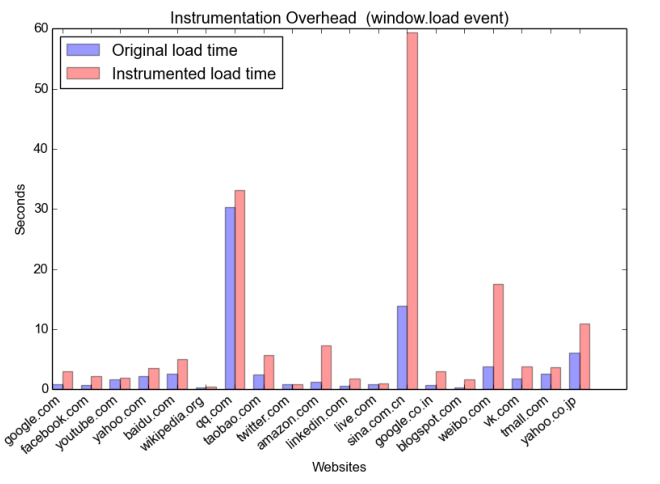 Instrumentation Overhead  (window.load event)
Original load time
Instrumented load time
60
50
40
30
20
10
0
Seconds
google.com
facebook.com
youtube.com
yahoo.com
baidu.com
wikipedia.org
qq.com
taobao.com
twitter.com
amazon.com
linkedin.com
live.com
sina.com.cn
google.co.in
blogspot.com
weibo.com
vk.com
tmall.com
yahoo.co.jp
Websites